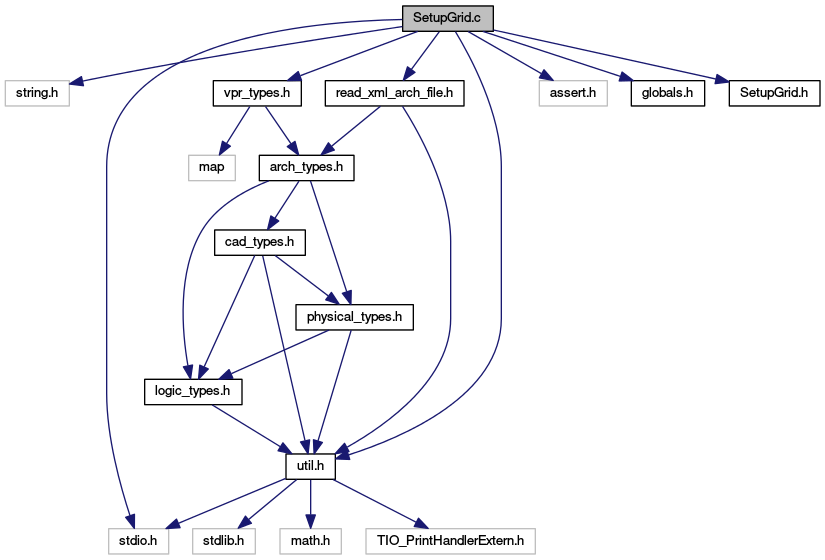 SetupGrid.c
string.h
vpr_types.h
read_xml_arch_file.h
assert.h
globals.h
SetupGrid.h
map
arch_types.h
cad_types.h
physical_types.h
logic_types.h
util.h
stdio.h
stdlib.h
math.h
TIO_PrintHandlerExtern.h